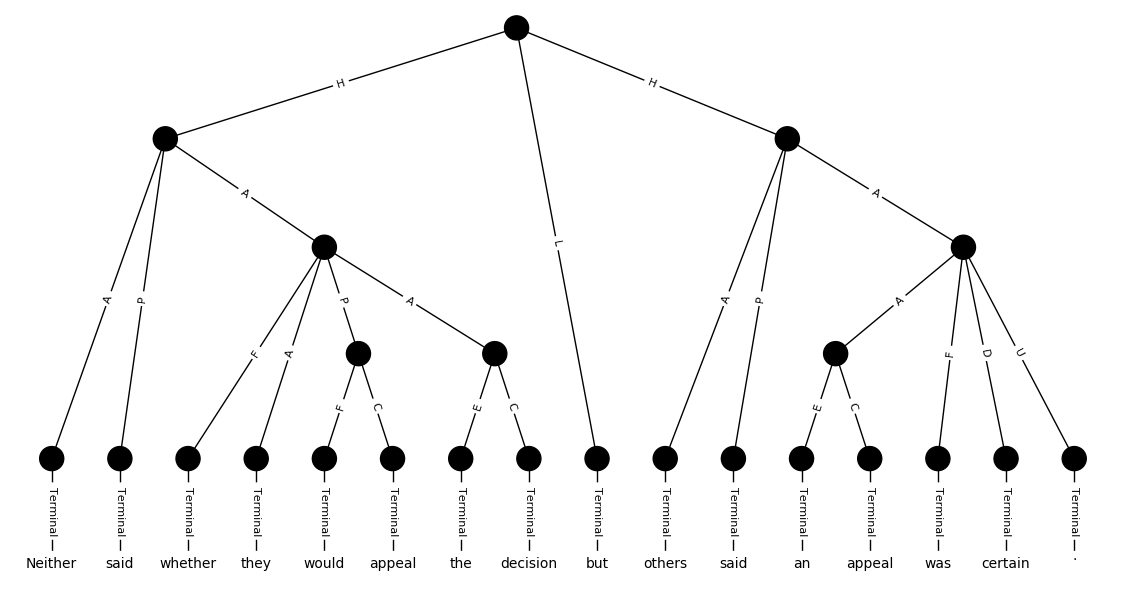 H H
A A
L
A P P A A A
F A F D U
F C E C E C
Terminal Terminal Terminal Terminal Terminal Terminal Terminal Terminal Terminal Terminal Terminal Terminal Terminal Terminal Terminal Terminal
Neither said whether they would appeal the decision but others said an appeal was certain .